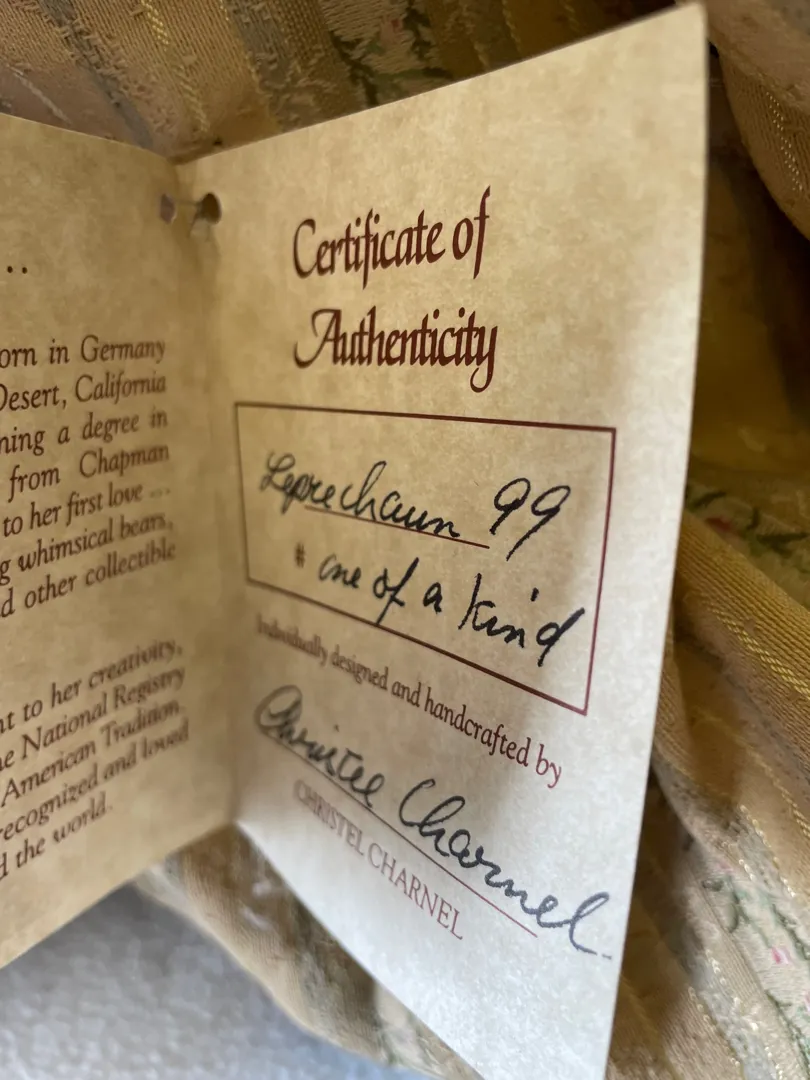 ..
orn in Germany
Desert, California
ning a degree in
from Chapman
to her first love ...
g whimsical bears,
d other collectible
nt to her creativity,
e National Registry
American Tradition.
recognized and loved
d the world.
Certificate of
Authenticity
Leprechaun 99
# one of a kind
Individually designed and handcrafted by
Christel Charnel
CHRISTEL CHARNEL